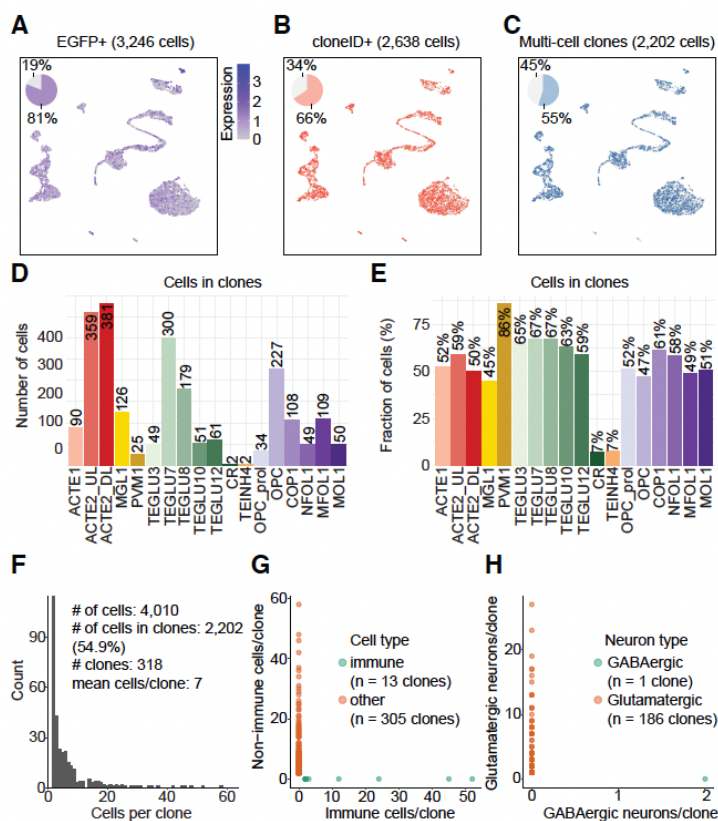 A
EGFP+ (3,246 cells)
19%
81%
Expression
3
2
1
0
B
cloneID+ (2,638 cells)
34%
66%
C
Multi-cell clones (2,202 cells)
45%
55%
D
Cells in clones
Number of cells
400
300
200
100
0
90
359
381
126
25
49
300
179
51
61
2
2
34
227
108
49
109
50
ACTE1
ACTE2_UL
ACTE2_DL
MGL1
PVM1
TEGLU3
TEGLU7
TEGLU8
TEGLU10
TEGLU12
CR
TEINH4
OPC_prol
OPC
COP1
NFOL1
MFOL1
MOL1
E
Cells in clones
Fraction of cells (%)
75
50
25
0
52%
59%
50%
45%
86%
65%
67%
67%
63%
59%
7%
7%
52%
47%
61%
58%
49%
51%
ACTE1
ACTE2_UL
ACTE2_DL
MGL1
PVM1
TEGLU3
TEGLU7
TEGLU8
TEGLU10
TEGLU12
CR
TEINH4
OPC_prol
OPC
COP1
NFOL1
MFOL1
MOL1
F
# of cells: 4,010
# of cells in clones: 2,202
(54.9%)
# clones: 318
mean cells/clone: 7
Count
90
60
30
0
0
20
40
60
Cells per clone
G
Non−immune cells/clone
60
40
20
0
Cell type
immune
(n = 13 clones)
other
(n = 305 clones)
0
10
20
30
40
50
Immune cells/clone
H
Glutamatergic neurons/clone
20
10
0
Neuron type
GABAergic
(n = 1 clone)
Glutamatergic
(n = 186 clones)
0
1
2
GABAergic neurons/clone